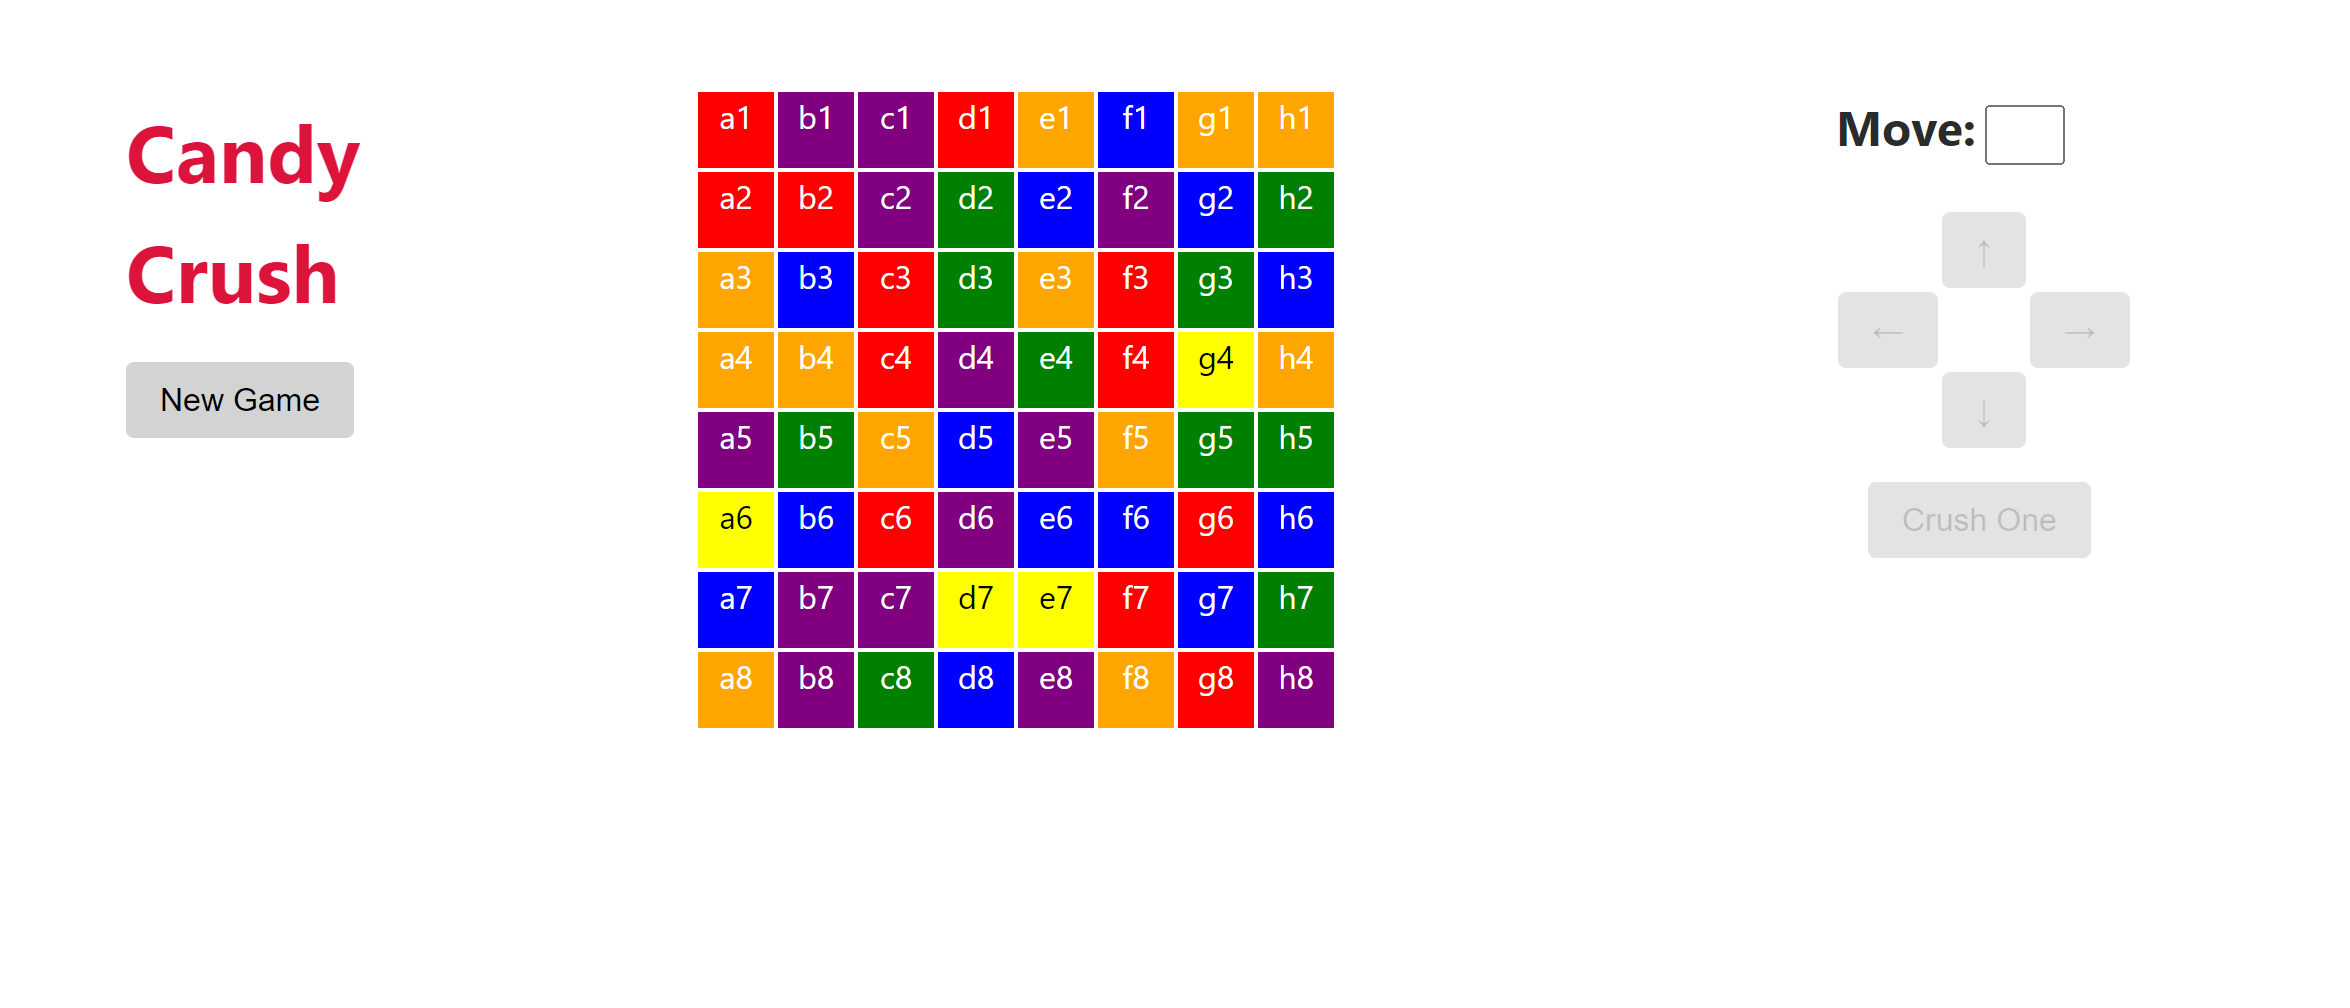 Candy
Crush
New Game
a1 b1 c1 d1 e1 f1 g1 h1
a2 b2 c2 d2 e2 f2 g2 h2
a3 b3 c3 d3 e3 f3 g3 h3
a4 b4 c4 d4 e4 f4 g4 h4
a5 b5 c5 d5 e5 f5 g5 h5
a6 b6 c6 d6 e6 f6 g6 h6
a7 b7 c7 d7 e7 f7 g7 h7
a8 b8 c8 d8 e8 f8 g8 h8
Move:
↑
← →
↓
Crush One